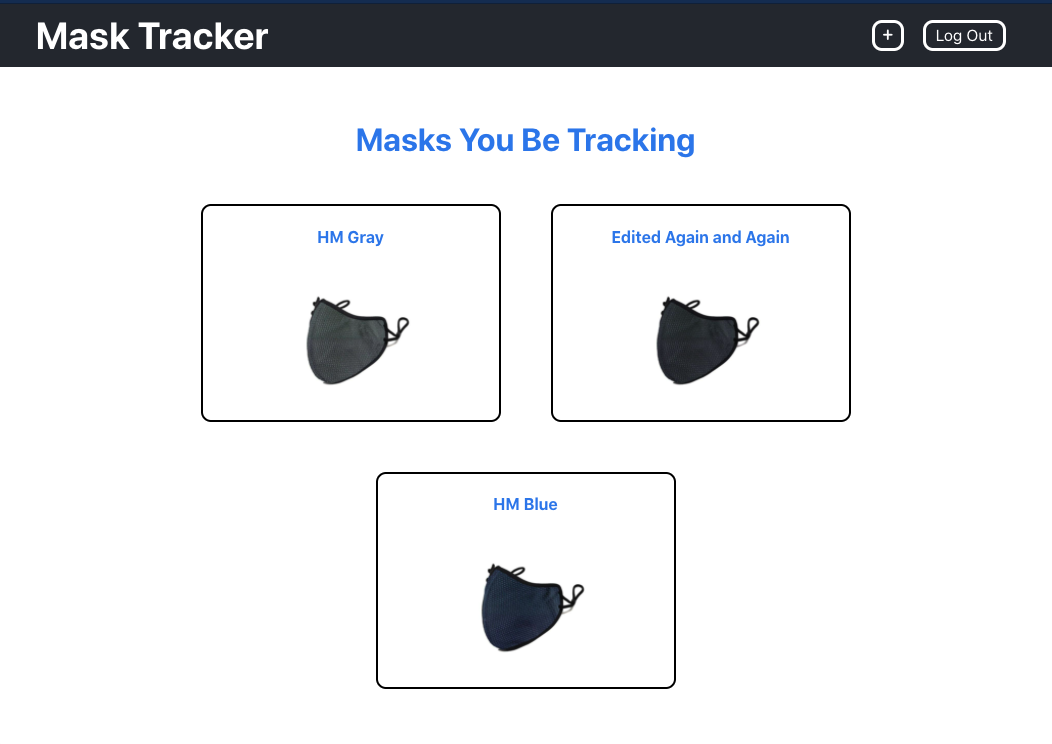 Mask Tracker
+
Log Out
Masks You Be Tracking
HM Gray
Edited Again and Again
HM Blue